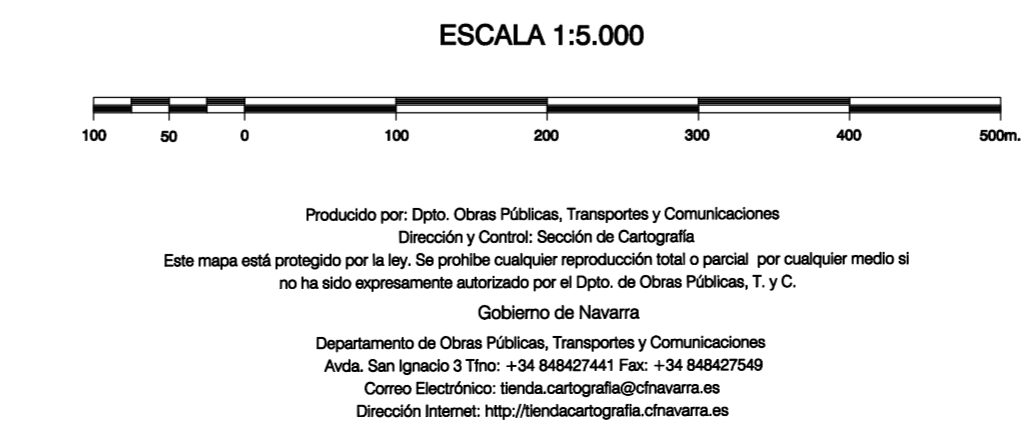 ESCALA 1:5.000
100 50 0 100 200 300 400 500m.
Producido por: Dpto. Obras Públicas, Transportes y Comunicaciones
Dirección y Control: Sección de Cartografía
Este mapa está protegido por la ley. Se prohibe cualquier reproducción total o parcial por cualquier medio si
no ha sido expresamente autorizado por el Dpto. de Obras Públicas, T. y C.
Gobierno de Navarra
Departamento de Obras Públicas, Transportes y Comunicaciones
Avda. San Ignacio 3 Tfno: +34 848427441 Fax: +34 848427549
Correo Electrónico: tienda.cartografia@cfnavarra.es
Dirección Internet: http://tiendacartografia.cfnavarra.es